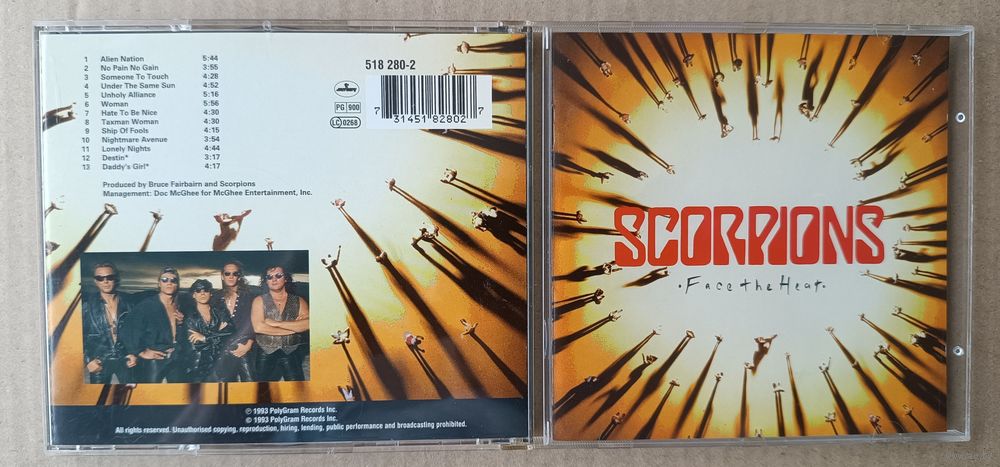 1 Alien Nation 5:44
2 No Pain No Gain 3:55
3 Someone To Touch 4:28
4 Under The Same Sun 4:52
5 Unholy Alliance 5:16
6 Woman 5:56
7 Hate To Be Nice 4:30
8 Taxman Woman 4:30
9 Ship Of Fools 4:15
10 Nightmare Avenue 3:54
11 Lonely Nights 4:44
12 Destin* 3:17
13 Daddy's Girl* 4:17
Produced by Bruce Fairbairn and Scorpions
Management: Doc McGhee for McGhee Entertainment, Inc.
518 280-2
PG 900
LC 0268
7 31451 82802 7
℗ 1993 PolyGram Records Inc.
© 1993 PolyGram Records Inc.
All rights reserved. Unauthorised copying, reproduction, hiring, lending, public performance and broadcasting prohibited.
SCORPIONS
·Face the Heat·